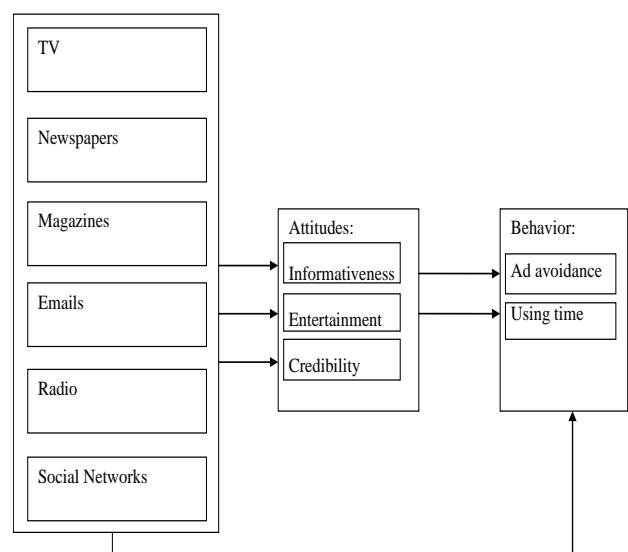 TV
Newspapers
Magazines
Emails
Radio
Social Networks
Attitudes:
Informativeness
Entertainment
Credibility
Behavior:
Ad avoidance
Using time